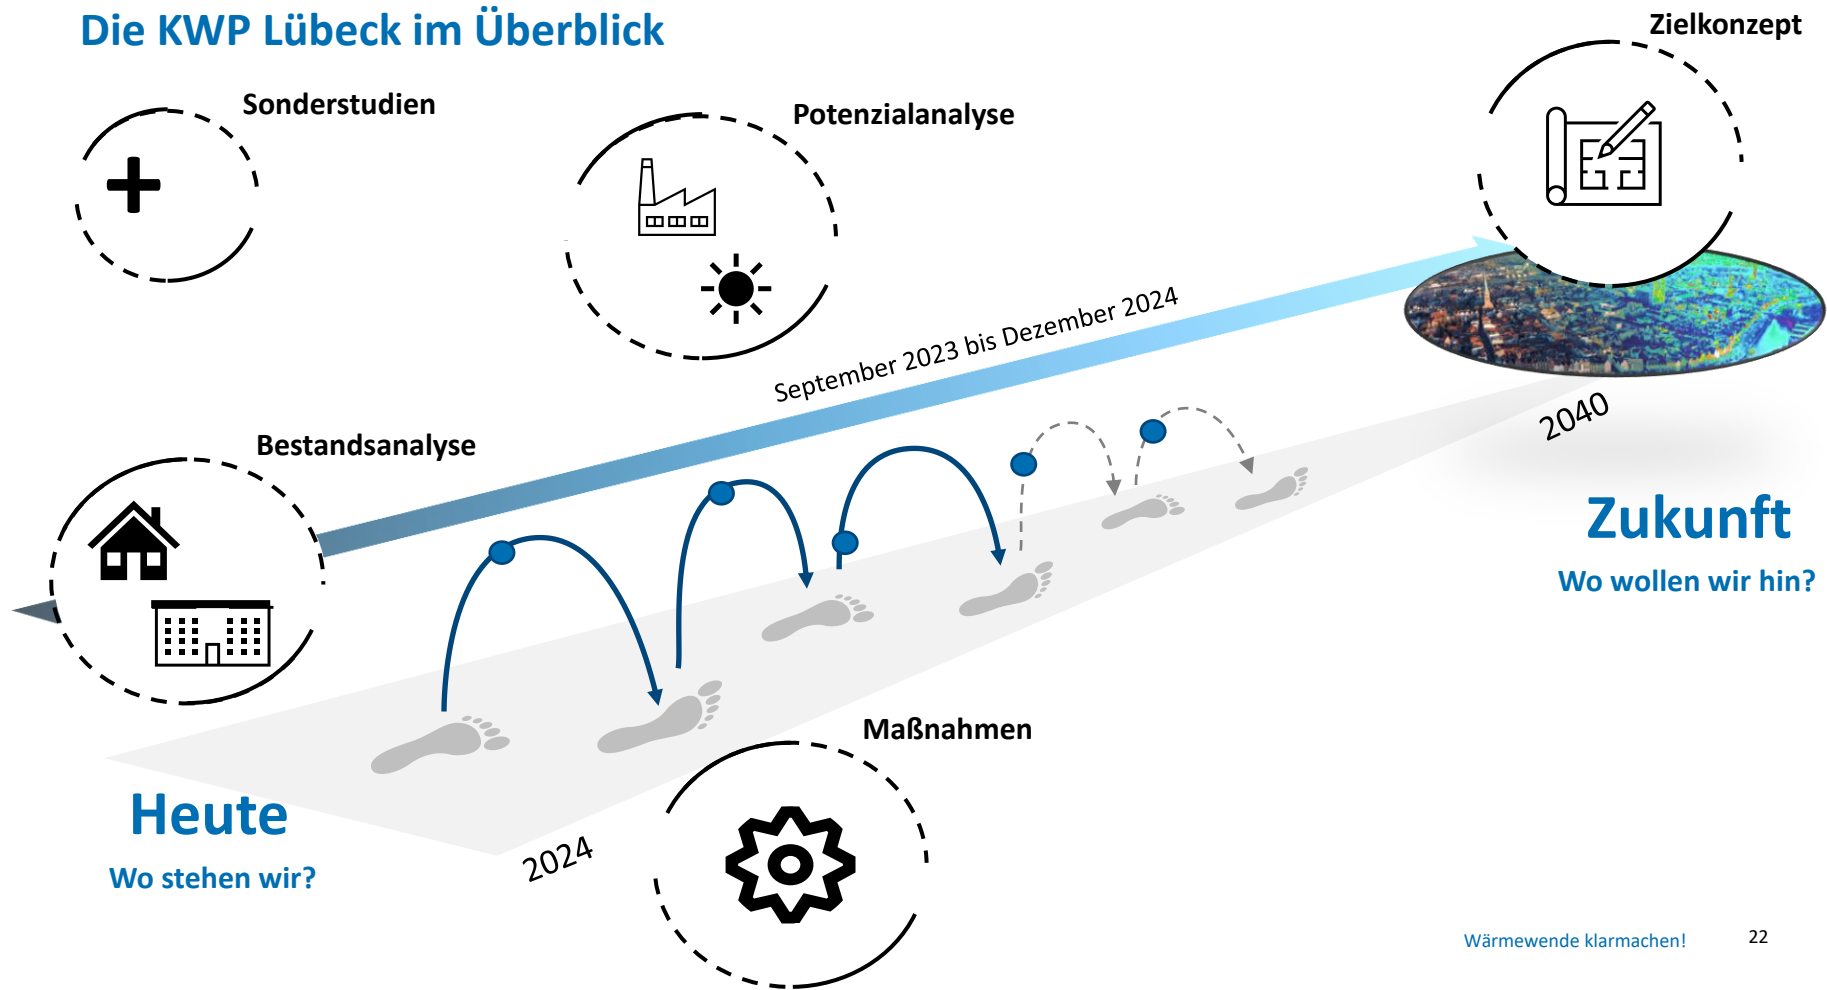 Die KWP Lübeck im Überblick
Zielkonzept
Sonderstudien
Potenzialanalyse
September 2023 bis Dezember 2024
Bestandsanalyse
2040
Zukunft
Wo wollen wir hin?
Maßnahmen
Heute
Wo stehen wir?
2024
Wärmewende klarmachen!
22